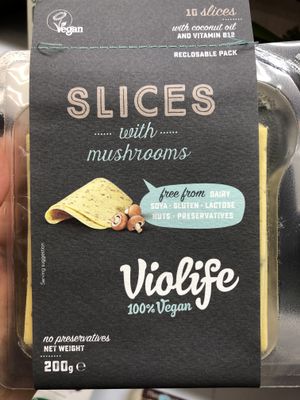 Vegan
10 slices
with coconut oil
AND VITAMIN B12
RECLOSABLE PACK
SLICES
with
mushrooms
free from DAIRY
SOYA - GLUTEN - LACTOSE
NUTS - PRESERVATIVES
Serving suggestion
Violife
100% Vegan
no preservatives
NET WEIGHT
200g e